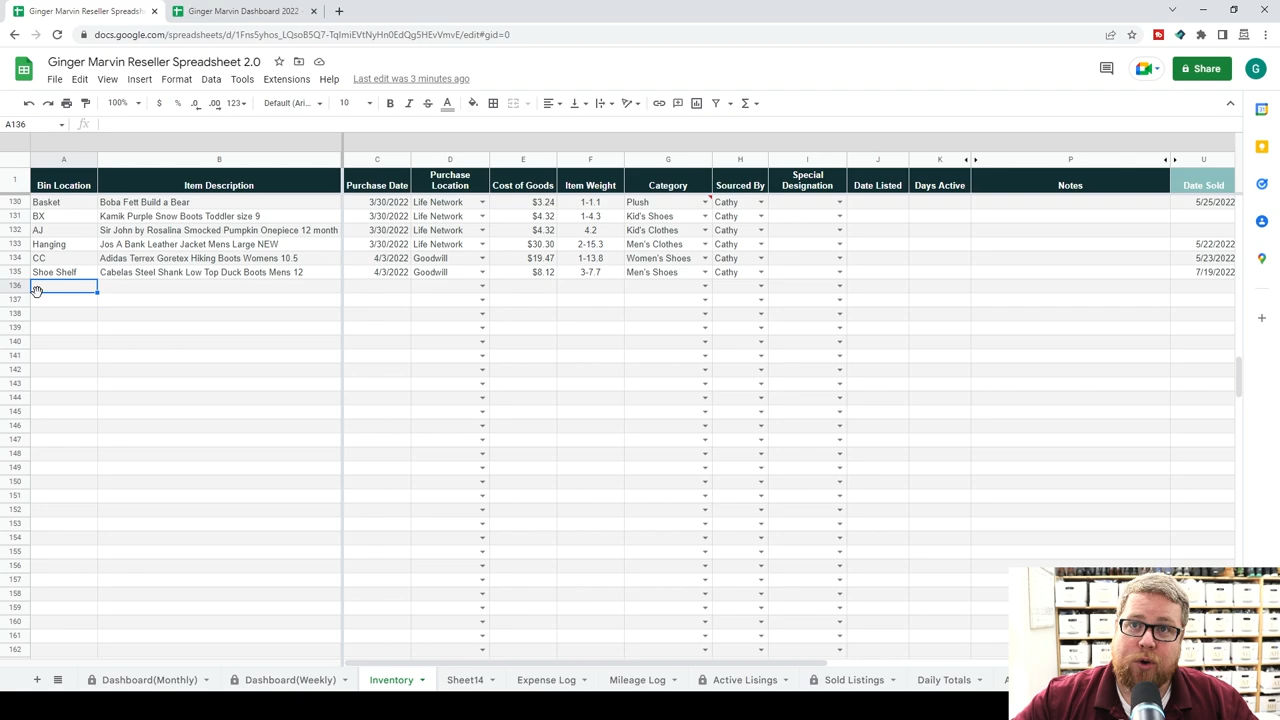 Ginger Marvin Reseller Spreadsh
Ginger Marvin Dashboard 2022 -
docs.google.com/spreadsheets/d/1Fns5yhos_LQsoB5Q7-TqImiEVtNyHn0EdQg5HEvVmvE/edit#gid=0
Ginger Marvin Reseller Spreadsheet 2.0
File Edit View Insert Format Data Tools Extensions Help Last edit was 3 minutes ago
Share
G
100% $ % .0 .00 123 Default (Ari... 10 B I S A
A136 fx
A B C D E F G H I J K P U
1 Bin Location Item Description Purchase Date Purchase Location Cost of Goods Item Weight Category Sourced By Special Designation Date Listed Days Active Notes Date Sold
130 Basket Boba Fett Build a Bear 3/30/2022 Life Network $3.24 1-1.1 Plush Cathy 5/25/2022
131 BX Kamik Purple Snow Boots Toddler size 9 3/30/2022 Life Network $4.32 1-4.3 Kid's Shoes Cathy
132 AJ Sir John by Rosalina Smocked Pumpkin Onepiece 12 month 3/30/2022 Life Network $4.32 4.2 Kid's Clothes Cathy
133 Hanging Jos A Bank Leather Jacket Mens Large NEW 3/30/2022 Life Network $30.30 2-15.3 Men's Clothes Cathy 5/22/2022
134 CC Adidas Terrex Goretex Hiking Boots Womens 10.5 4/3/2022 Goodwill $19.47 1-13.8 Women's Shoes Cathy 5/23/2022
135 Shoe Shelf Cabelas Steel Shank Low Top Duck Boots Mens 12 4/3/2022 Goodwill $8.12 3-7.7 Men's Shoes Cathy 7/19/2022
136
137
138
139
140
141
142
143
144
145
146
147
148
149
150
151
152
153
154
155
156
157
158
159
160
161
162
Dashboard(Monthly) Dashboard(Weekly) Inventory Sheet14 Expense Log Mileage Log Active Listings Sold Listings Daily Totals